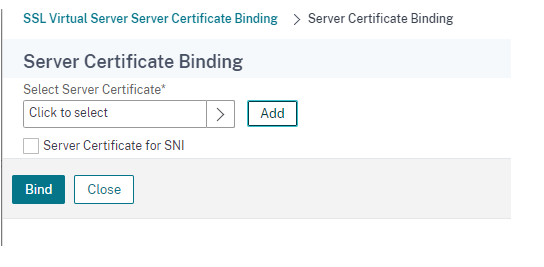 SSL Virtual Server Server Certificate Binding > Server Certificate Binding
Server Certificate Binding
Select Server Certificate*
Click to select > Add
Server Certificate for SNI
Bind Close